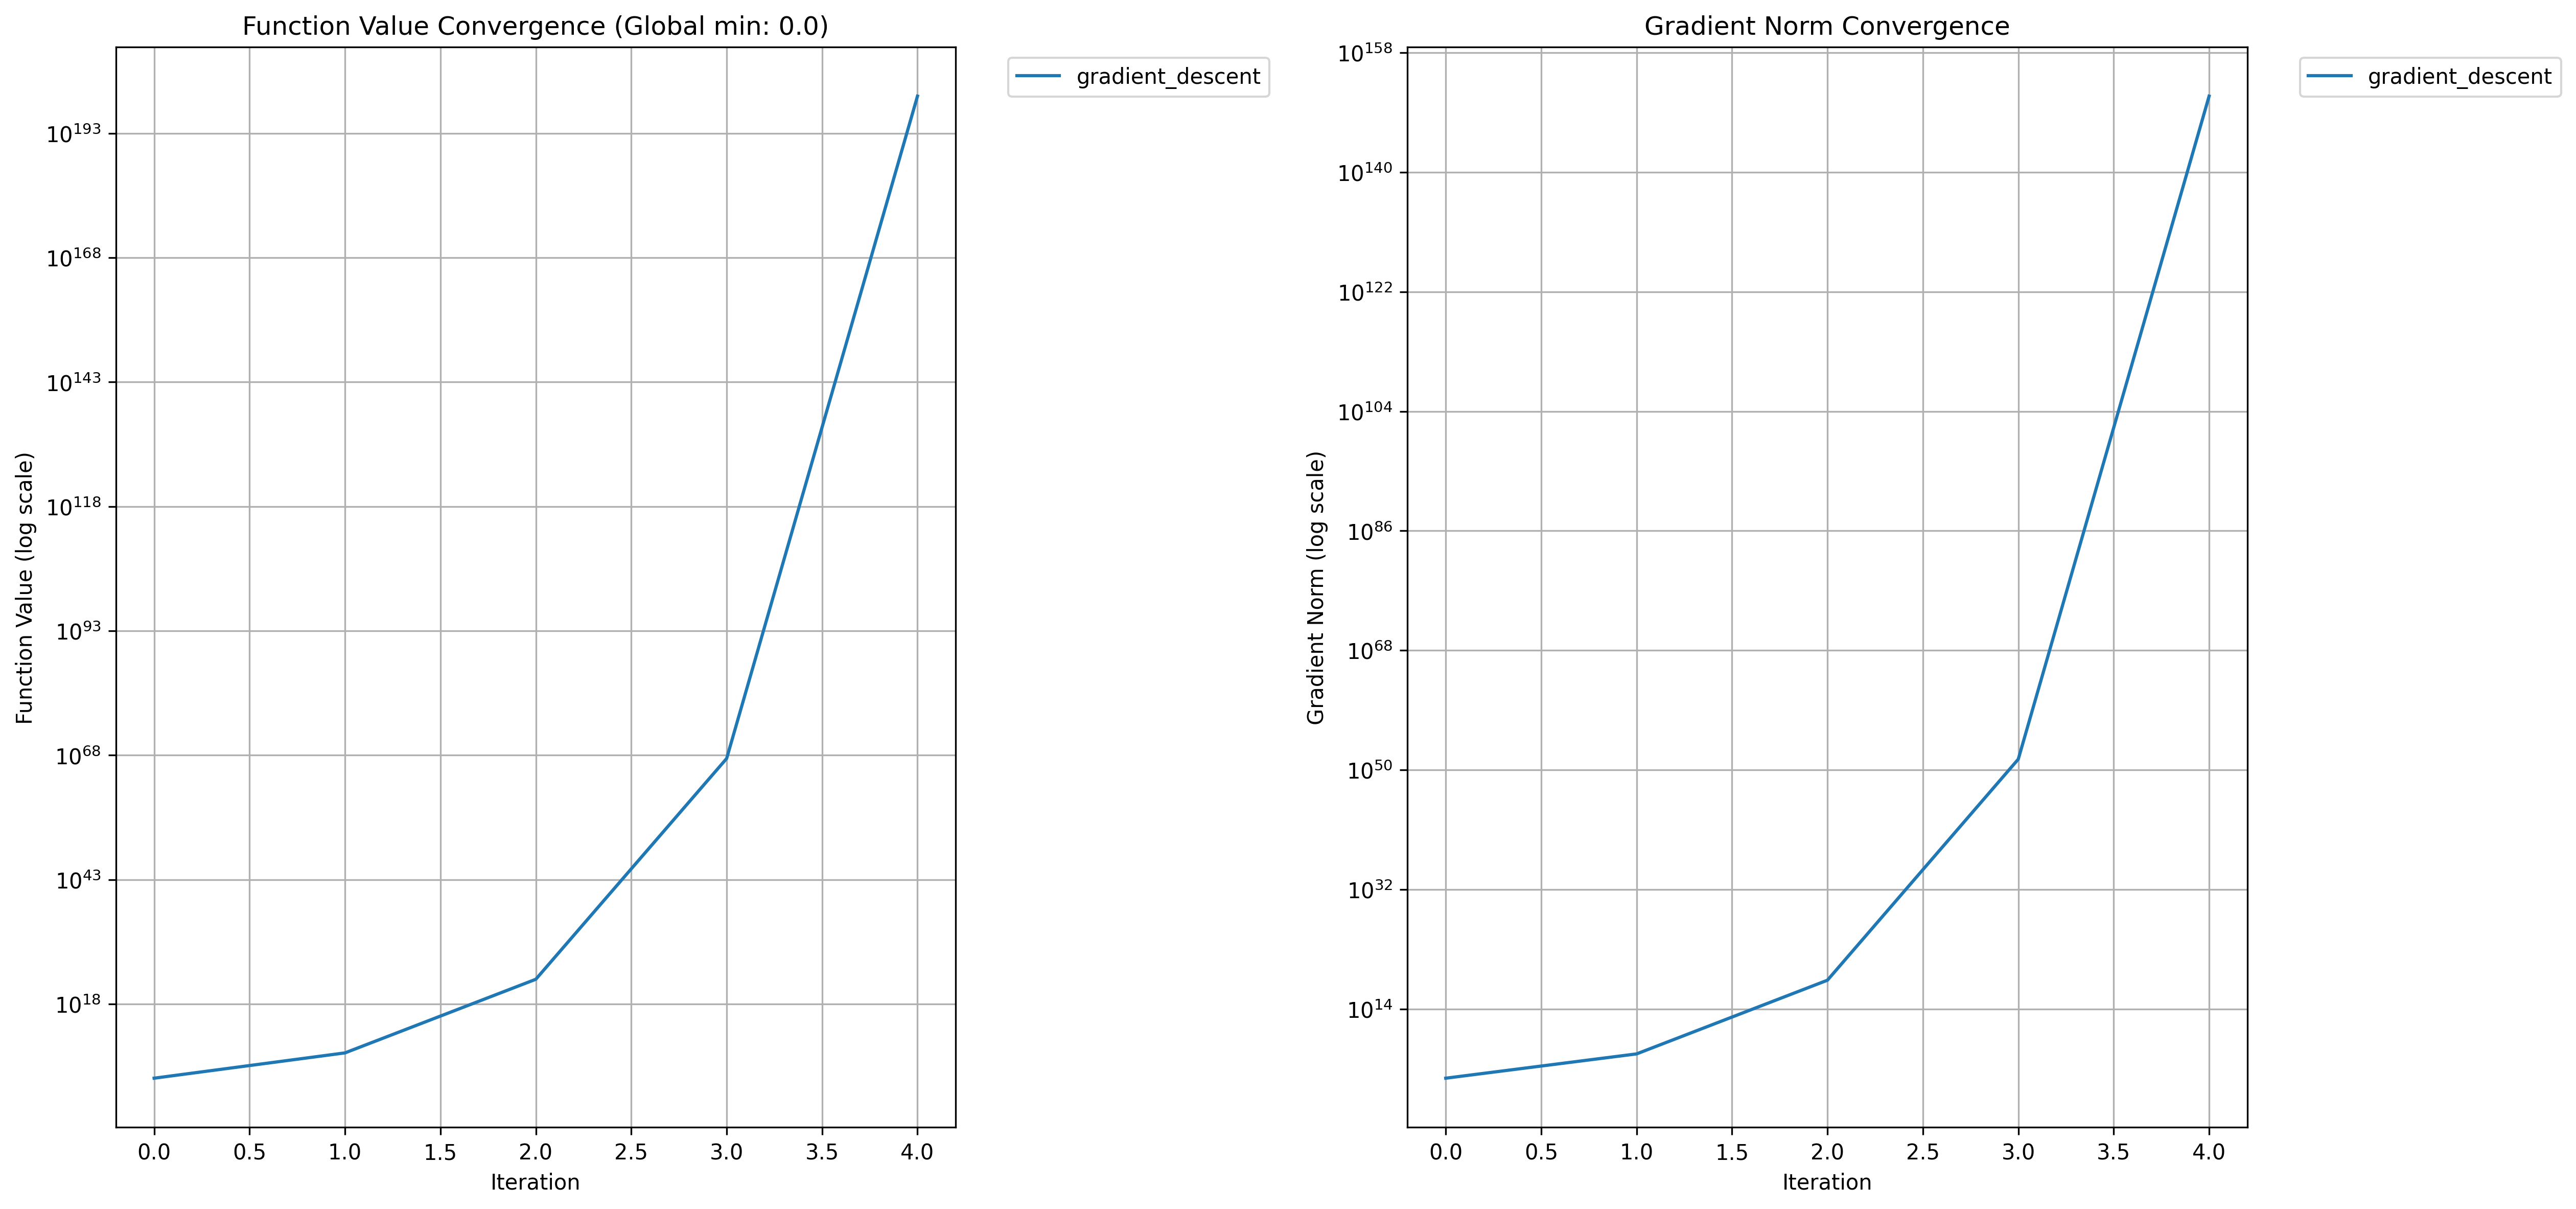 Function Value Convergence (Global min: 0.0)
gradient_descent
10^193
10^168
10^143
10^118
10^93
10^68
10^43
10^18
Function Value (log scale)
0.0 0.5 1.0 1.5 2.0 2.5 3.0 3.5 4.0
Iteration
Gradient Norm Convergence
gradient_descent
10^158
10^140
10^122
10^104
10^86
10^68
10^50
10^32
10^14
Gradient Norm (log scale)
0.0 0.5 1.0 1.5 2.0 2.5 3.0 3.5 4.0
Iteration